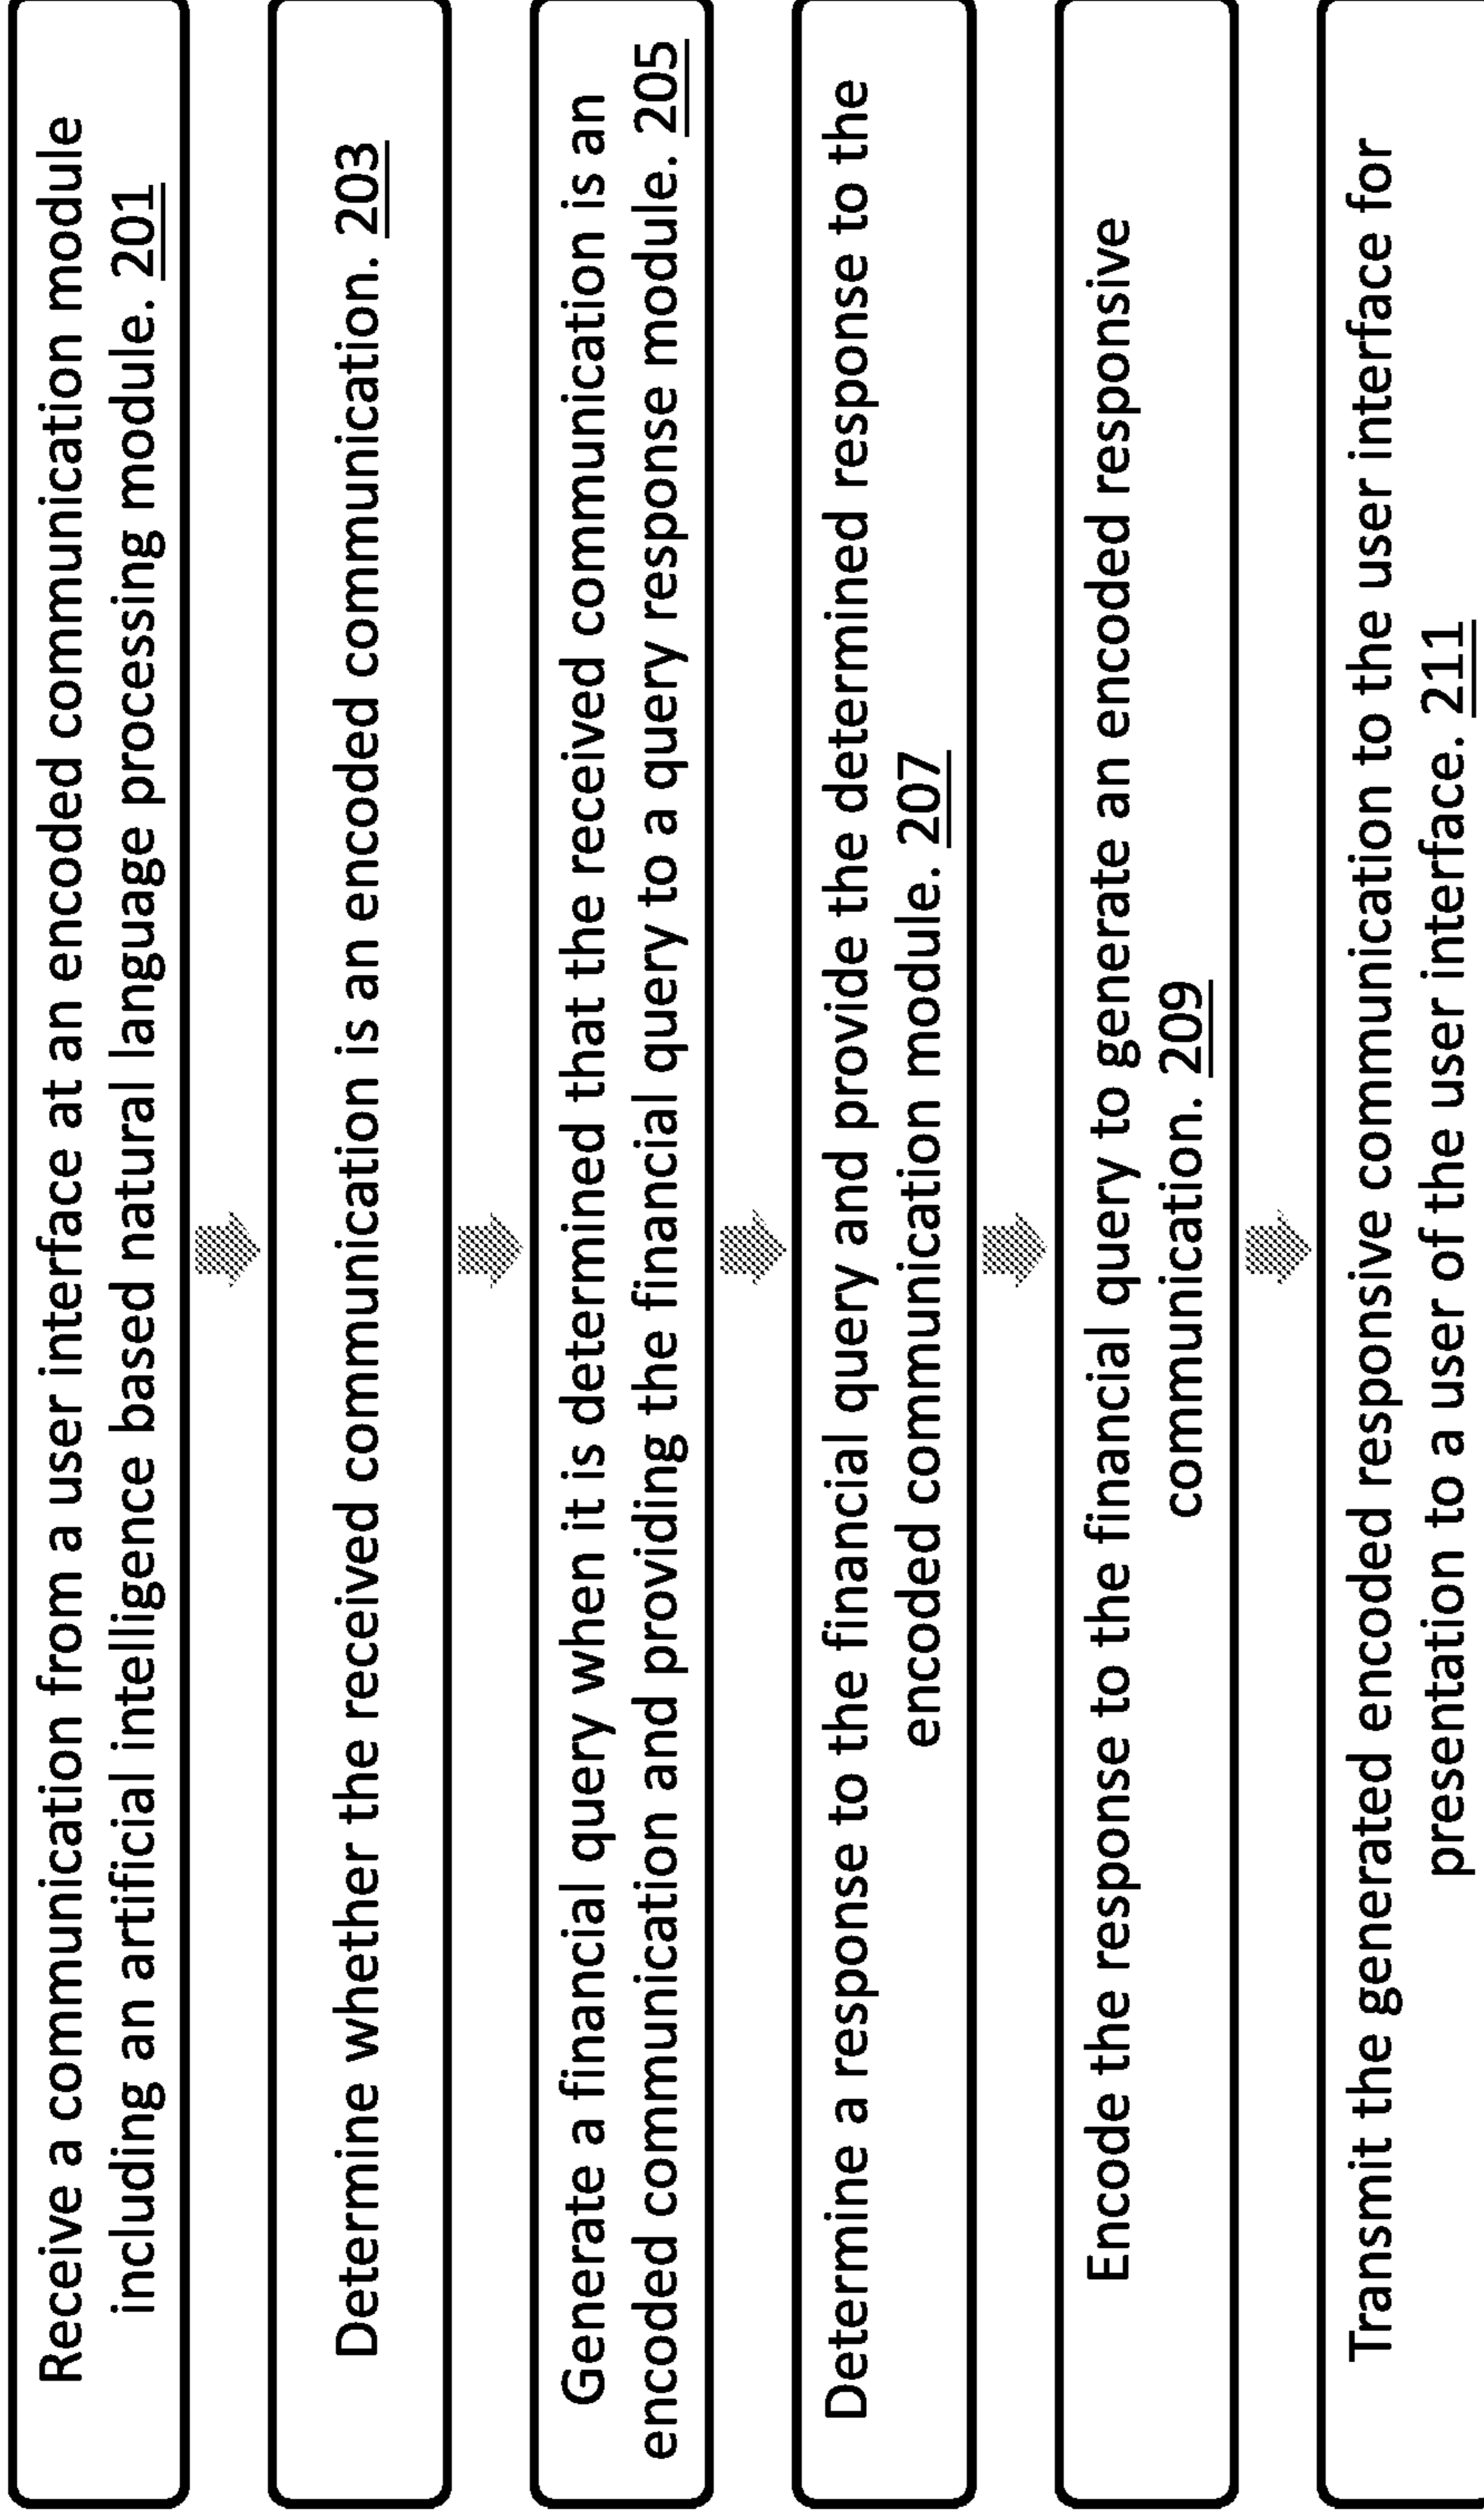 Receive a communication from a user interface at an encoded communication module
including an artificial intelligence based natural language processing module. 201
Determine whether the received communication is an encoded communication. 203
Generate a financial query when it is determined that the received communication is an
encoded communication and providing the financial query to a query response module. 205
Determine a response to the financial query and provide the determined response to the
encoded communication module. 207
Encode the response to the financial query to generate an encoded responsive
communication. 209
Transmit the generated encoded responsive communication to the user interface for
presentation to a user of the user interface. 211